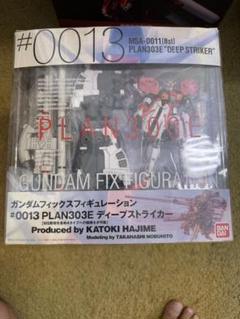 #0013
MSA-0011[Bst]
PLAN303E "DEEP STRIKER"
PLAN303E
GUNDAM FIX FIGURATION
ガンダムフィックスフィギュレーション
#0013 PLAN303E ディープストライカー
Produced by KATOKI HAJIME
Modeling by TAKAHASHI NOBUHITO
BANDAI